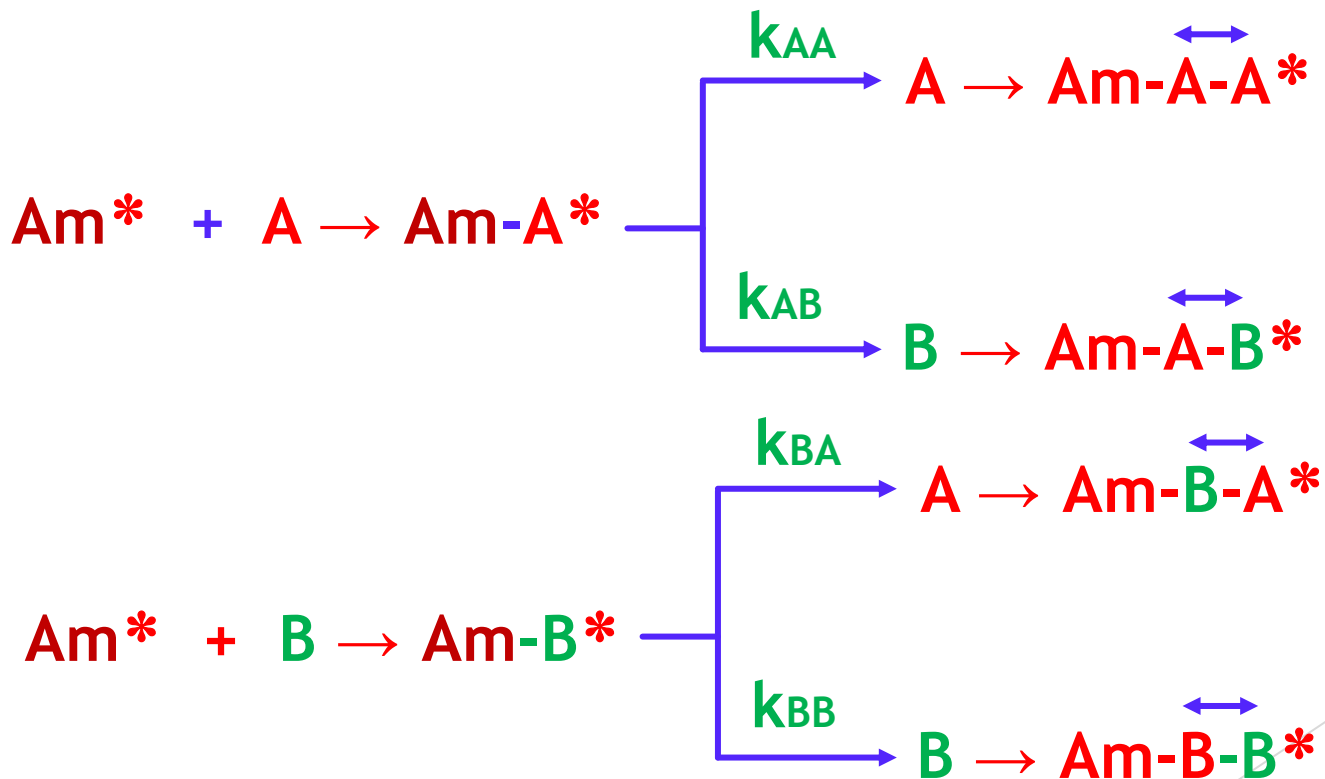 kAA
A → Am-A-A*
Am* + A → Am-A*
kAB
B → Am-A-B*
kBA
A → Am-B-A*
Am* + B → Am-B*
kBB
B → Am-B-B*